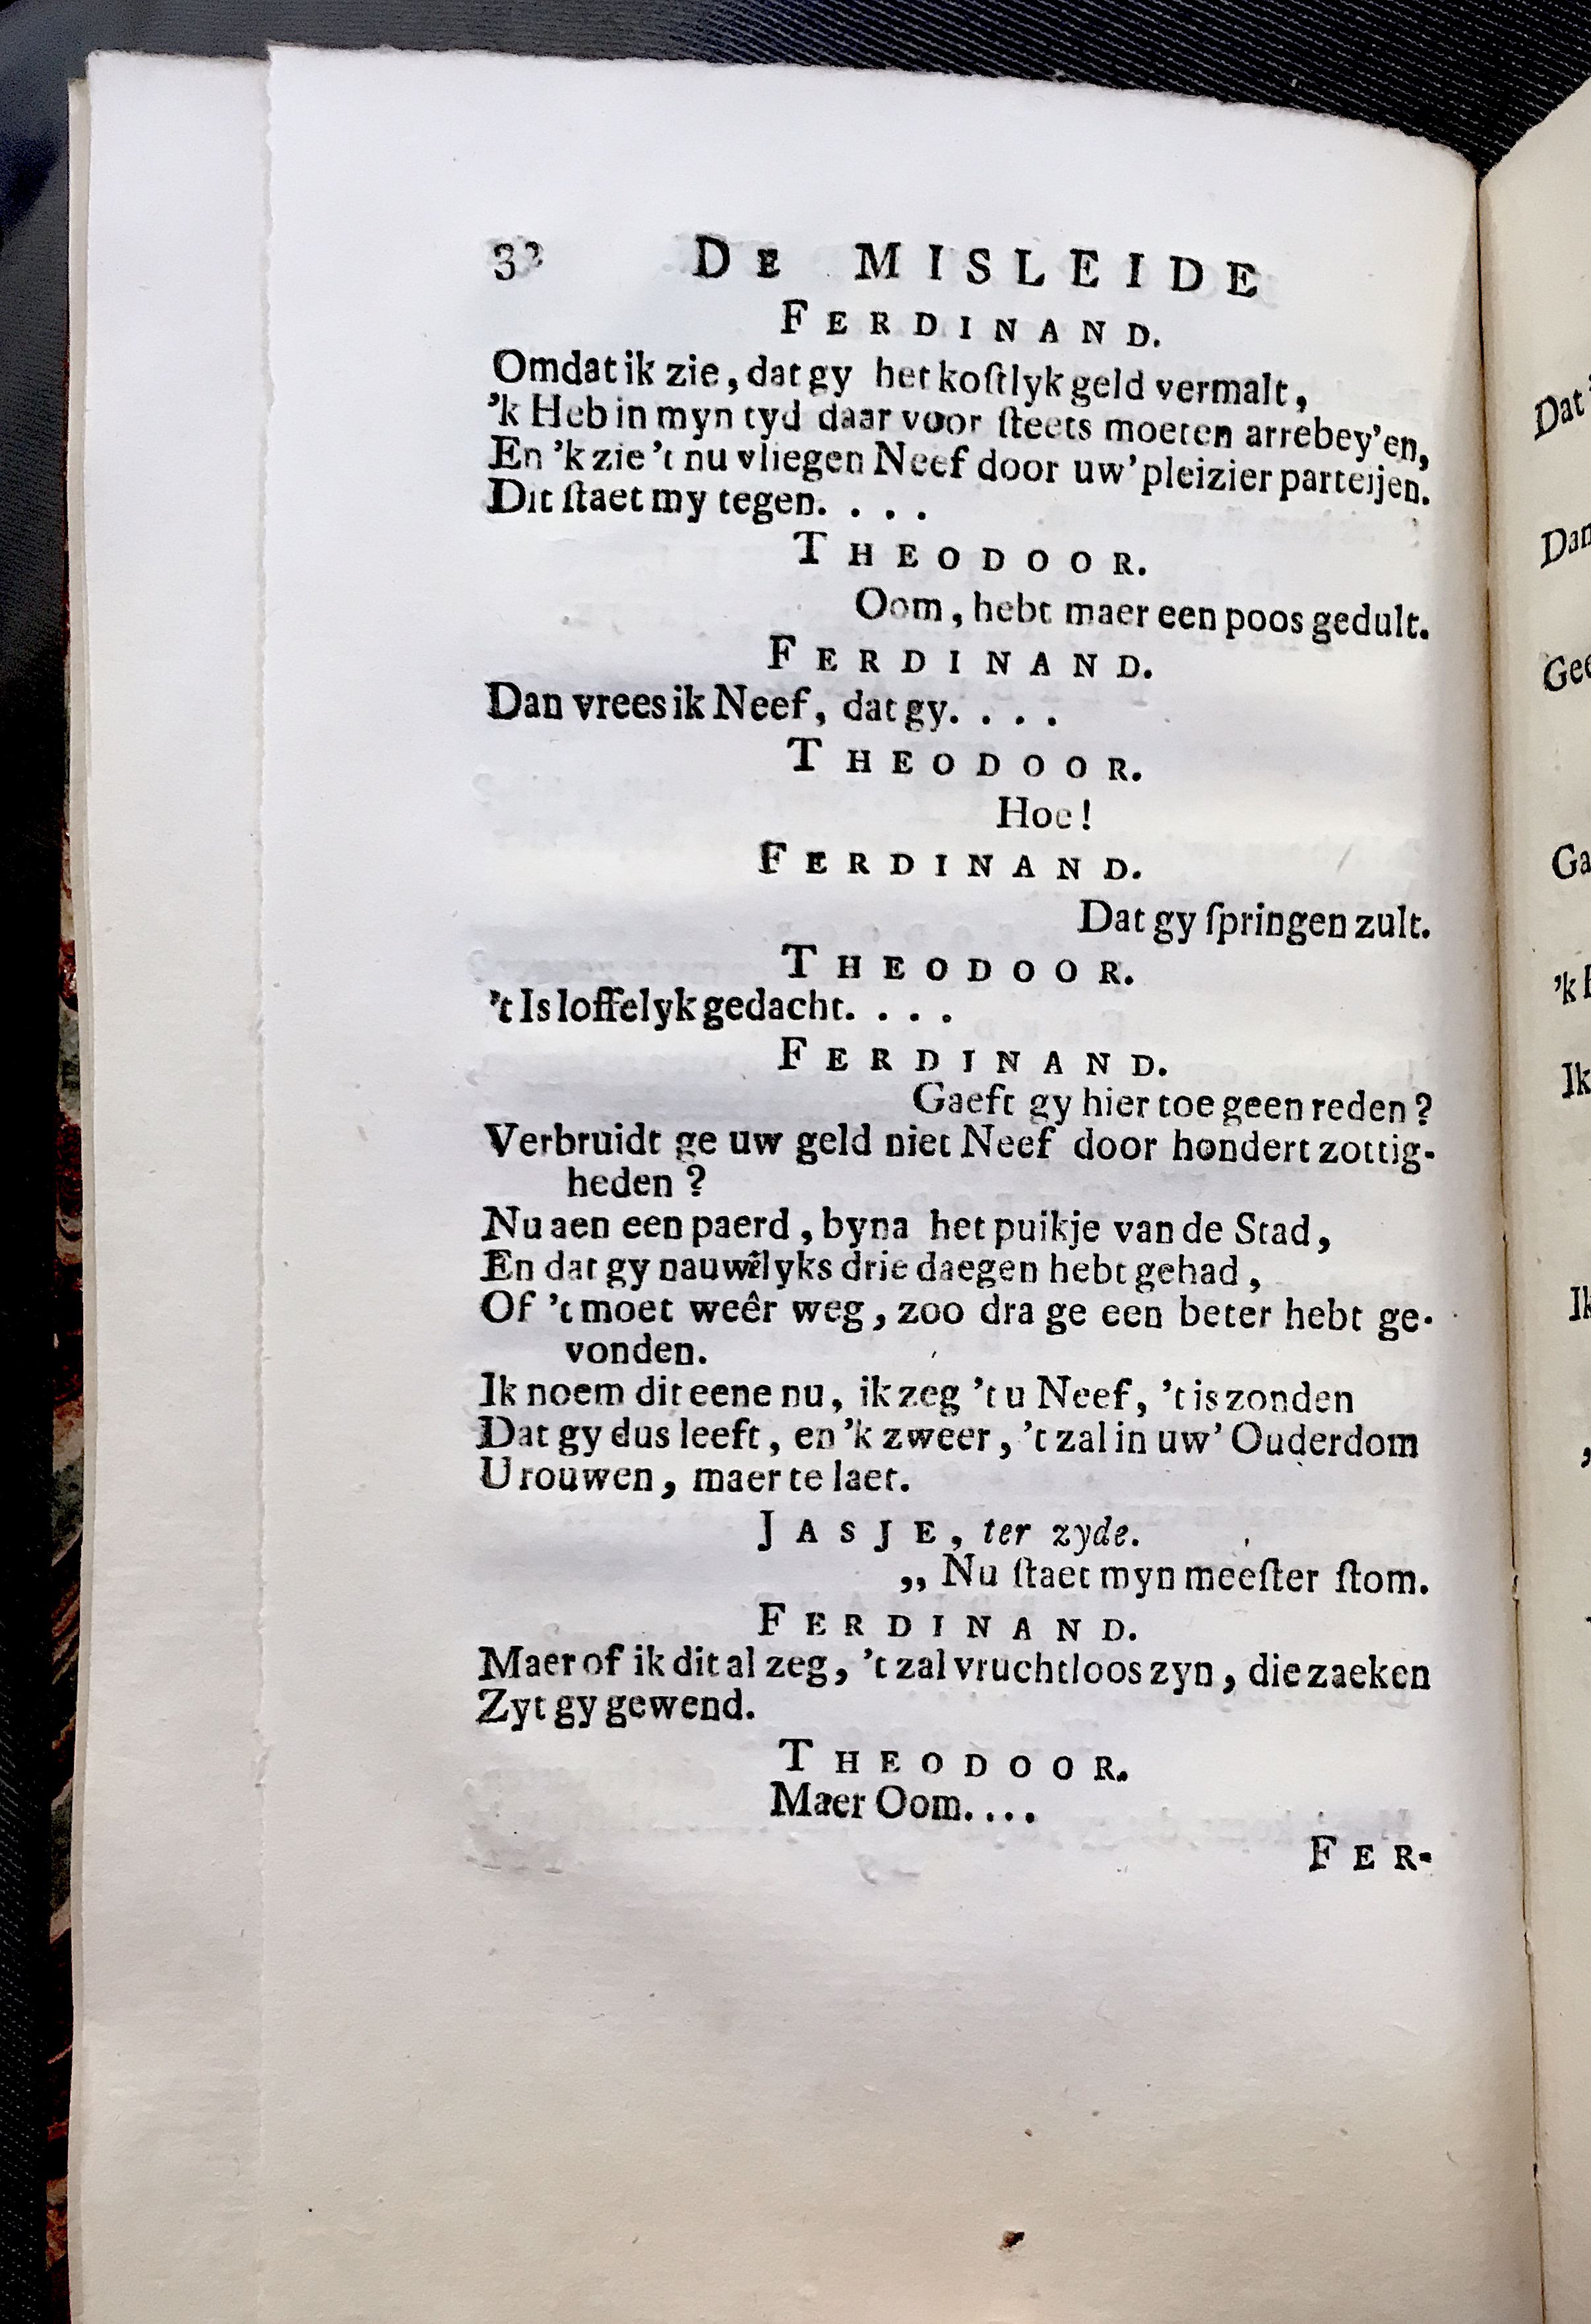 32 DE MISLEIDE
FERDINAND.
Omdat ik zie, dat gy het koſtlyk geld vermalt,
'k Heb in myn tyd daar voor ſteets moeten arrebey'en,
En 'k zie 't nu vliegen Neef door uw' pleizier parteijen.
Dit ſtaet my tegen. . . .
THEODOOR.
Oom, hebt maer een poos gedult.
FERDINAND.
Dan vrees ik Neef, dat gy. . . .
THEODOOR.
Hoe!
FERDINAND.
Dat gy ſpringen zult.
THEODOOR.
't Is loffelyk gedacht. . . .
FERDINAND.
Gaeft gy hier toe geen reden?
Verbruidt ge uw geld niet Neef door hondert zottig-
heden?
Nu aen een paerd, byna het puikje van de Stad,
En dat gy nauwêlyks drie daegen hebt gehad,
Of 't moet weêr weg, zoo dra ge een beter hebt ge-
vonden.
Ik noem dit eene nu, ik zeg 't u Neef, 't is zonden
Dat gy dus leeft, en 'k zweer, 't zal in uw' Ouderdom
U rouwen, maer te laet.
JASJE, ter zyde.
„ Nu ſtaet myn meeſter ſtom.
FERDINAND.
Maer of ik dit al zeg, 't zal vruchtloos zyn, die zaeken
Zyt gy gewend.
THEODOOR.
Maer Oom. . . .
FER-
Dat
Dan
Gee
Ga
'k
Ik
Ik